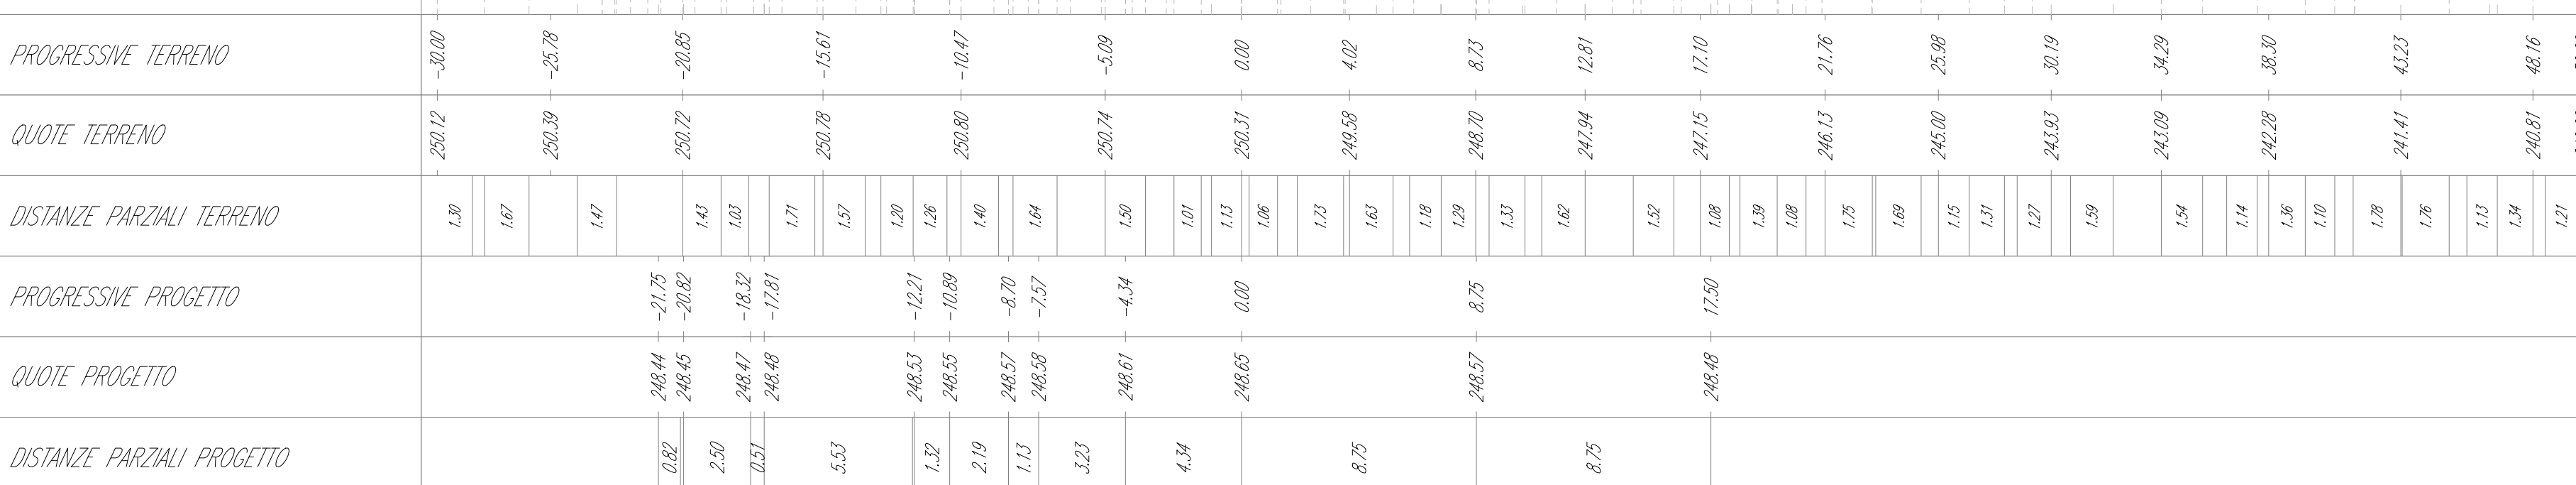 PROGRESSIVE TERRENO -30.00 -25.78 -20.85 -15.61 -10.47 -5.09 0.00 4.02 8.73 12.81 17.10 21.76 25.98 30.19 34.29 38.30 43.23 48.16
QUOTE TERRENO 250.12 250.39 250.72 250.78 250.80 250.74 250.31 249.58 248.70 247.94 247.15 246.13 245.00 243.93 243.09 242.28 241.41 240.81
DISTANZE PARZIALI TERRENO 1.30 1.67 1.47 1.43 1.03 1.71 1.57 1.20 1.26 1.40 1.64 1.50 1.01 1.13 1.06 1.73 1.63 1.18 1.29 1.33 1.62 1.52 1.08 1.39 1.08 1.75 1.69 1.15 1.31 1.27 1.59 1.54 1.14 1.36 1.10 1.78 1.76 1.13 1.34 1.21
PROGRESSIVE PROGETTO -21.75 -20.82 -18.32 -17.81 -12.21 -10.89 -8.70 -7.57 -4.34 0.00 8.75 17.50
QUOTE PROGETTO 248.44 248.45 248.47 248.48 248.53 248.55 248.57 248.58 248.61 248.65 248.57 248.48
DISTANZE PARZIALI PROGETTO 0.82 2.50 0.51 5.53 1.32 2.19 1.13 3.23 4.34 8.75 8.75